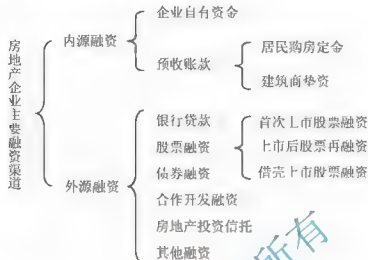 房地产企业主要融资渠道
内源融资
企业自有资金
预收账款
居民购房定金
建筑商垫资
外源融资
银行贷款
股票融资
首次上市股票融资
上市后股票再融资
借壳上市股票融资
债券融资
合作开发融资
房地产投资信托
其他融资
所有